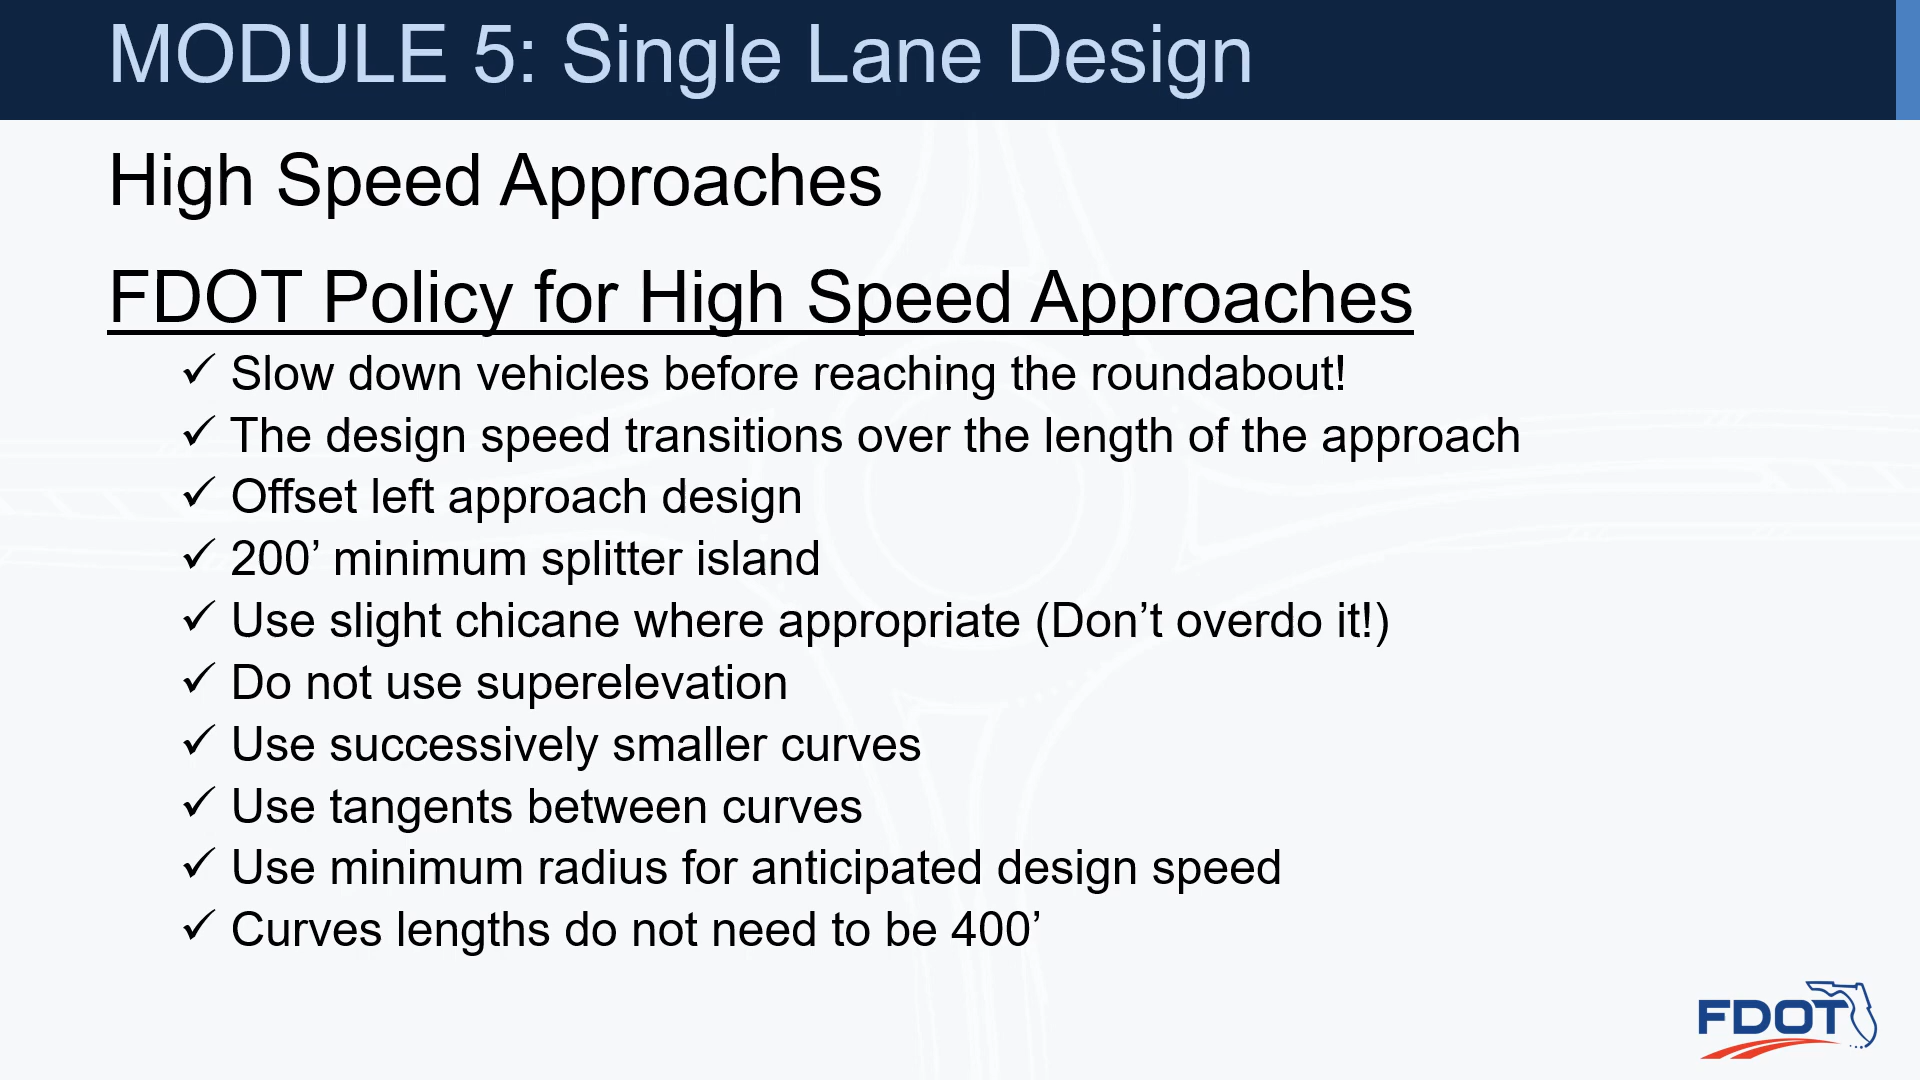 MODULE 5: Single Lane Design
High Speed Approaches
FDOT Policy for High Speed Approaches
✓ Slow down vehicles before reaching the roundabout!
✓ The design speed transitions over the length of the approach
✓ Offset left approach design
✓ 200’ minimum splitter island
✓ Use slight chicane where appropriate (Don’t overdo it!)
✓ Do not use superelevation
✓ Use successively smaller curves
✓ Use tangents between curves
✓ Use minimum radius for anticipated design speed
✓ Curves lengths do not need to be 400’
FDOT